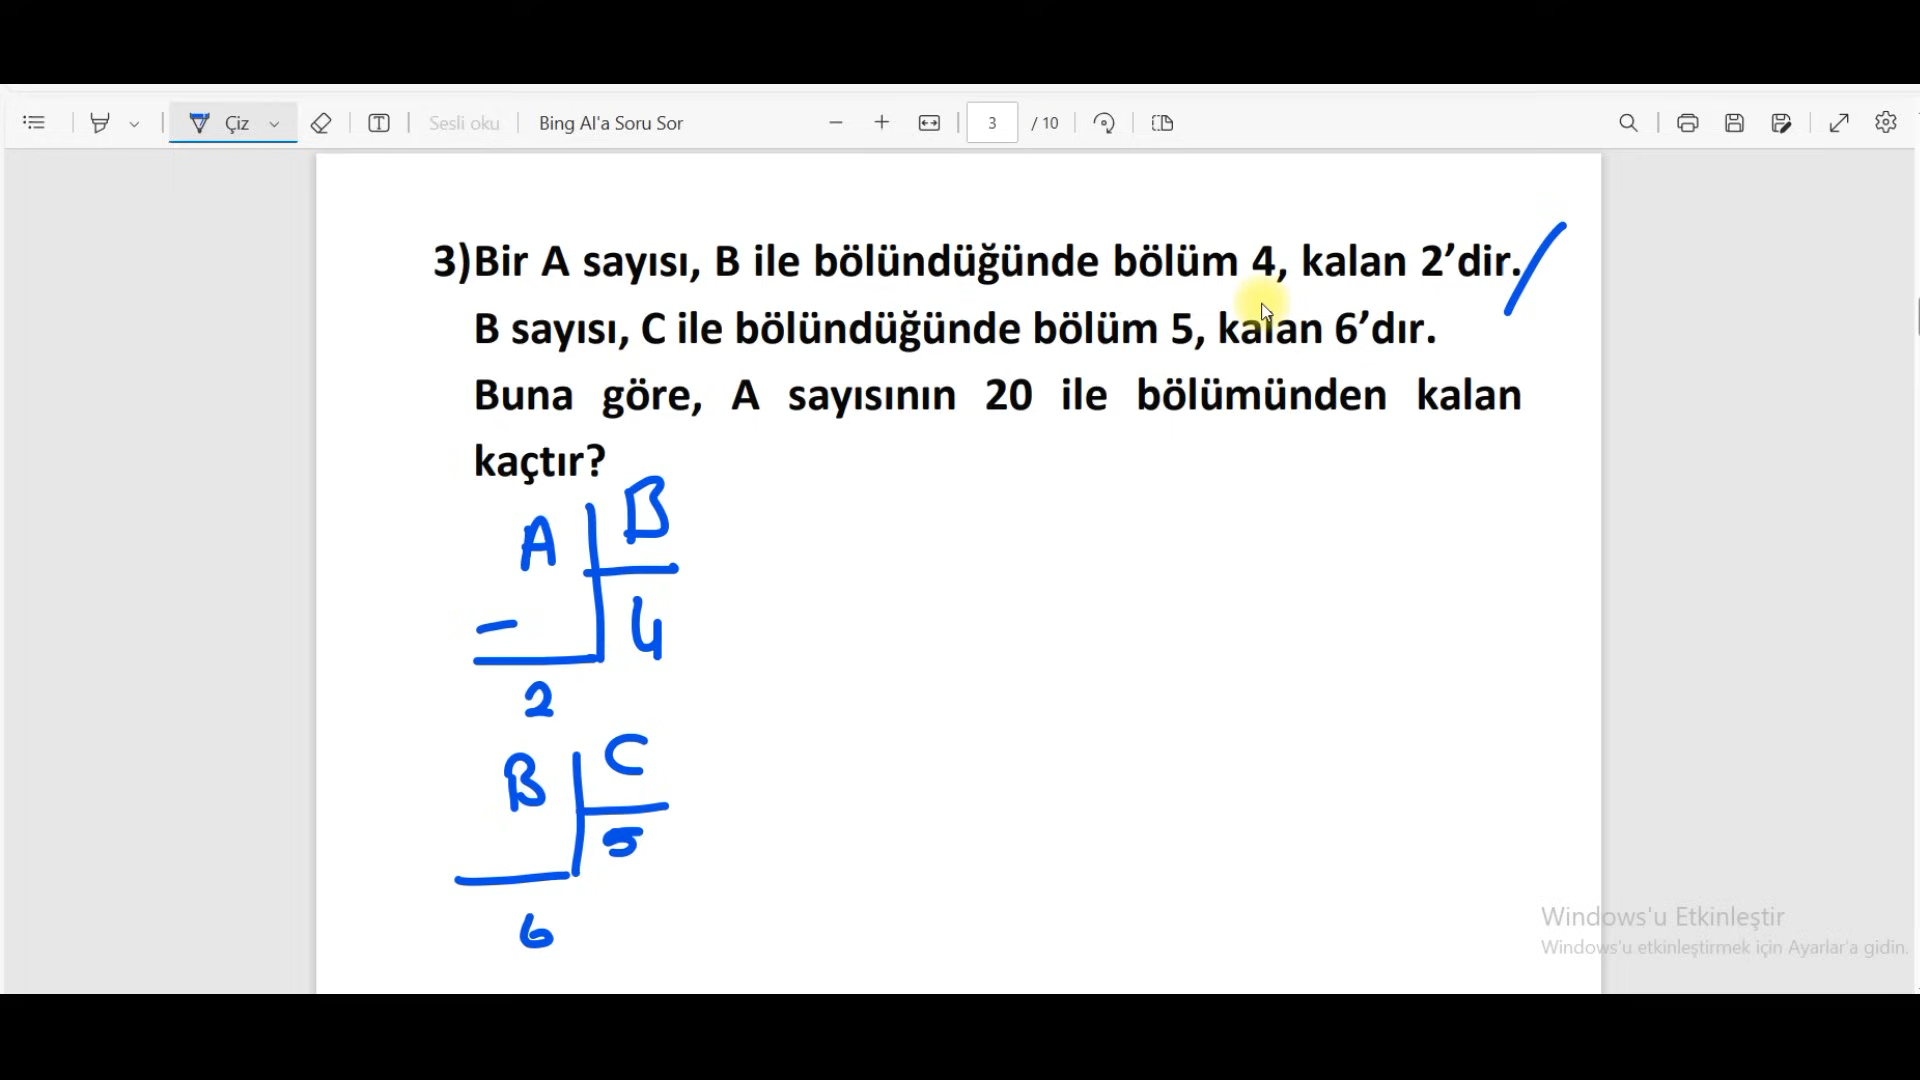 Çiz
Sesli oku
Bing AI'a Soru Sor
3
/ 10
3)Bir A sayısı, B ile bölündüğünde bölüm 4, kalan 2’dir.
B sayısı, C ile bölündüğünde bölüm 5, kalan 6’dır.
Buna göre, A sayısının 20 ile bölümünden kalan
kaçtır?
A B
4
2
B C
5
6
Windows'u Etkinleştir
Windows'u etkinleştirmek için Ayarlar'a gidin.